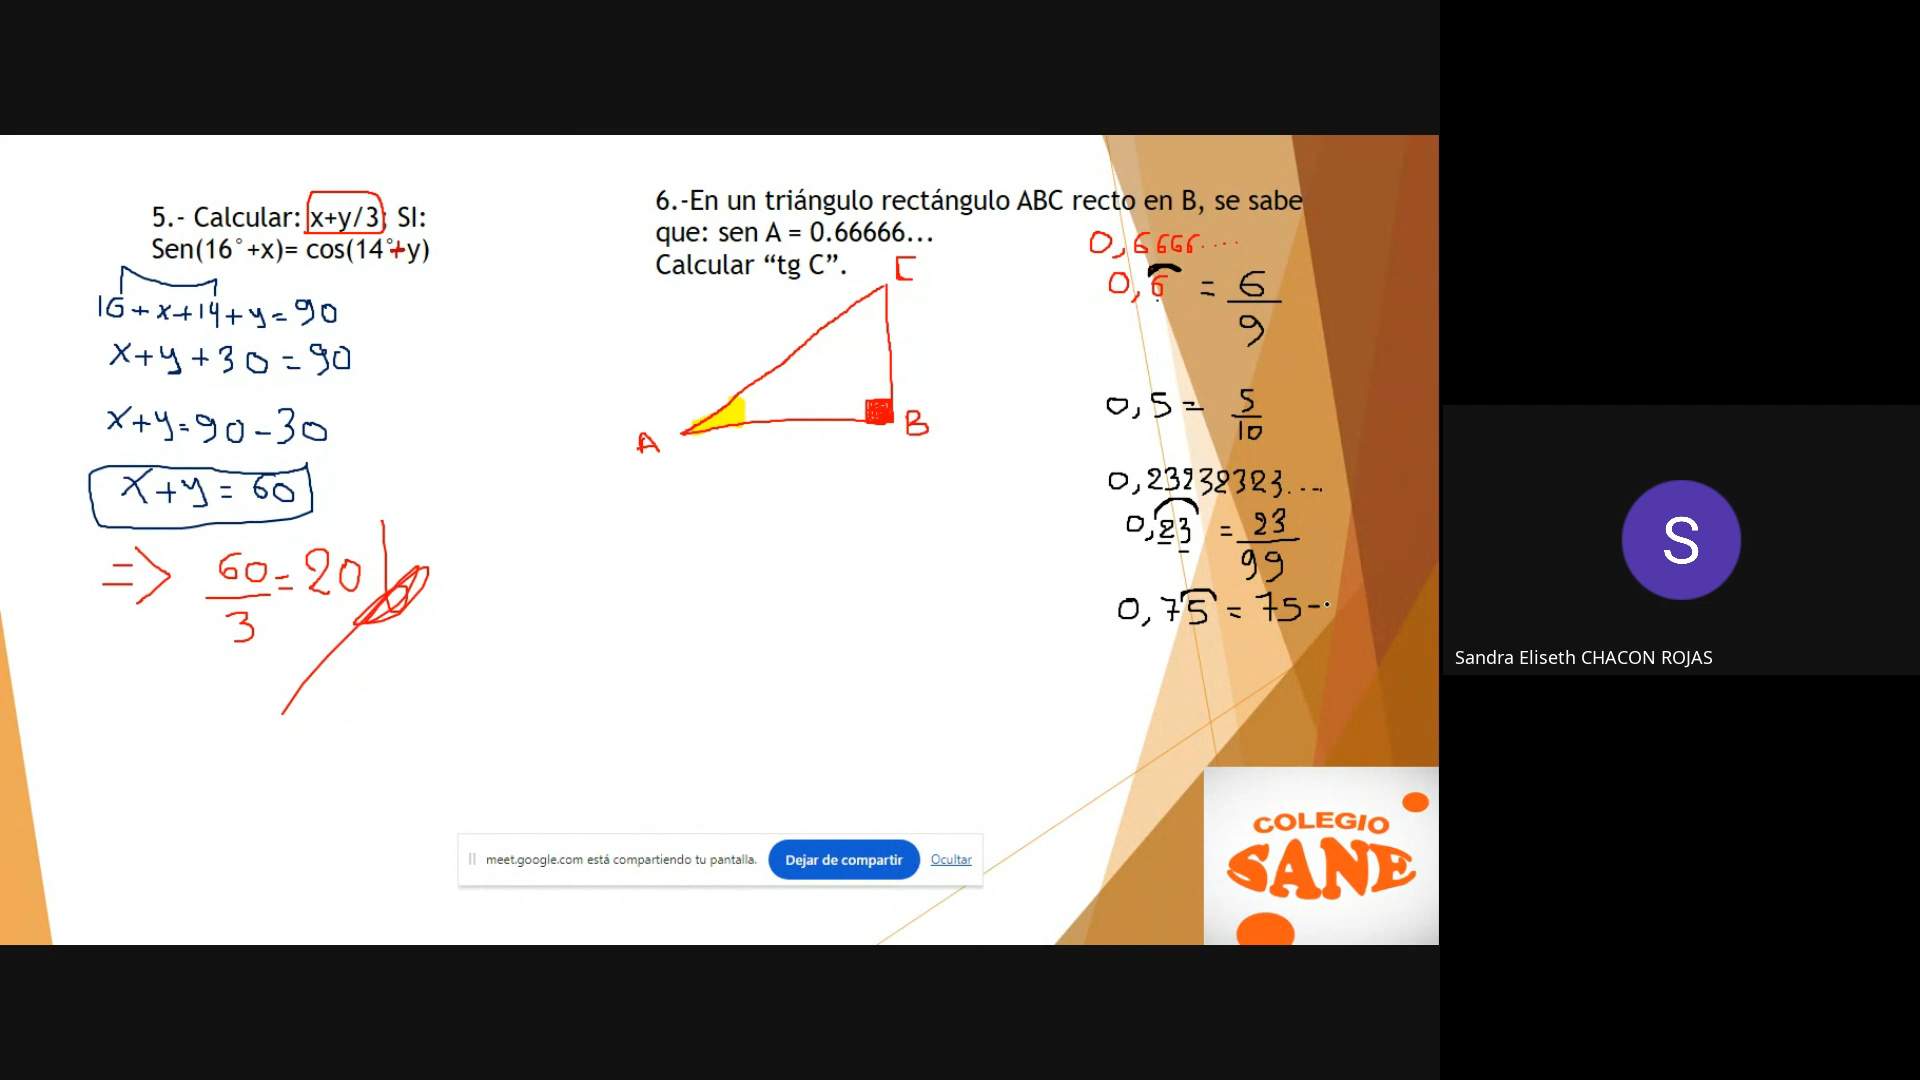 5.- Calcular: x+y/3; SI:
Sen(16°+x)= cos(14°+y)
16+x+14+y=90
x+y+30=90
x+y=90-30
x+y=60
=> 60/3=20
6.-En un triángulo rectángulo ABC recto en B, se sabe
que: sen A = 0.66666...
Calcular “tg C”.
C
A
B
0,6666....
0,6 = 6/9
0,5= 5/10
0,23232323....
0,23 = 23/99
0,75 = 75-
meet.google.com está compartiendo tu pantalla.
Dejar de compartir
Ocultar
COLEGIO
SANE
S
Sandra Eliseth CHACON ROJAS